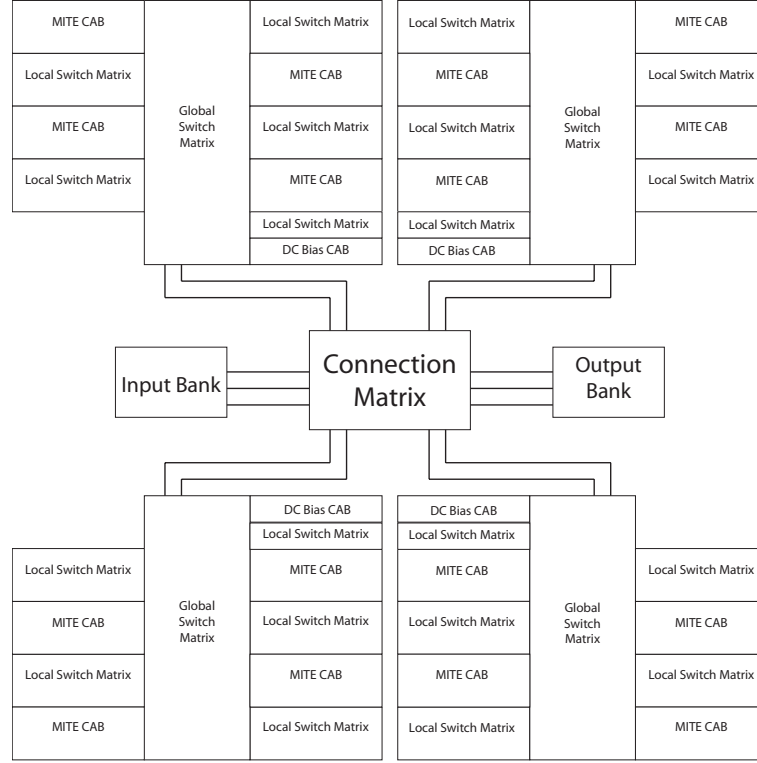 MITE CAB
Local Switch Matrix
MITE CAB
Local Switch Matrix
Global
Switch
Matrix
Local Switch Matrix
MITE CAB
Local Switch Matrix
MITE CAB
Local Switch Matrix
DC Bias CAB
Local Switch Matrix
MITE CAB
Local Switch Matrix
MITE CAB
Local Switch Matrix
DC Bias CAB
Global
Switch
Matrix
MITE CAB
Local Switch Matrix
MITE CAB
Local Switch Matrix
Input Bank
Connection
Matrix
Output
Bank
Local Switch Matrix
MITE CAB
Local Switch Matrix
MITE CAB
Global
Switch
Matrix
DC Bias CAB
Local Switch Matrix
MITE CAB
Local Switch Matrix
MITE CAB
Local Switch Matrix
DC Bias CAB
Local Switch Matrix
MITE CAB
Local Switch Matrix
MITE CAB
Local Switch Matrix
Global
Switch
Matrix
Local Switch Matrix
MITE CAB
Local Switch Matrix
MITE CAB